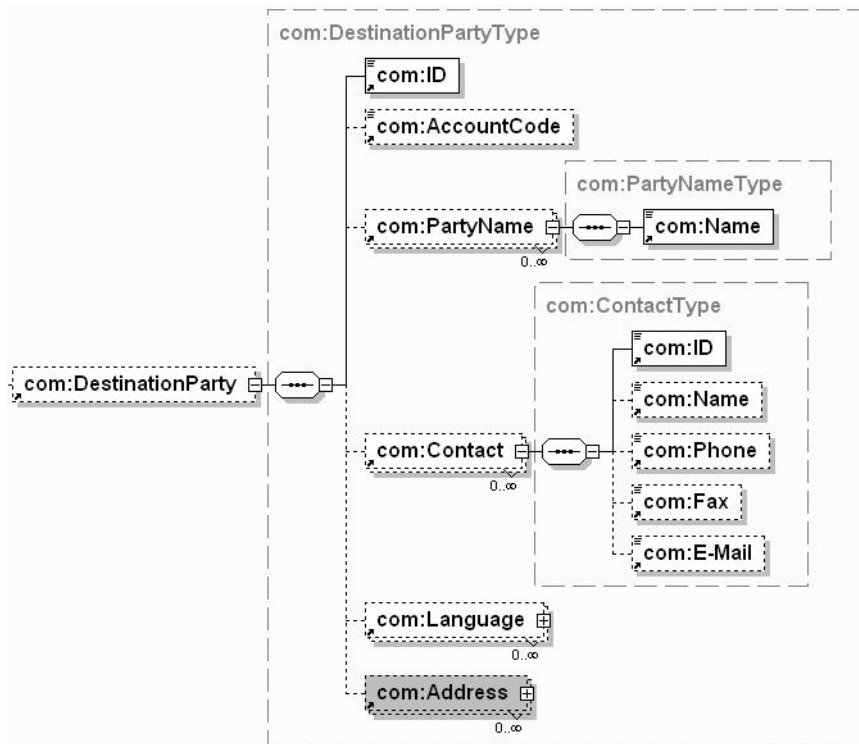 com:DestinationPartyType
com:ID
com:AccountCode
com:PartyNameType
com:PartyName
com:Name
0..∞
com:ContactType
com:ID
com:DestinationParty
com:Name
com:Contact
com:Phone
0..∞
com:Fax
com:E-Mail
com:Language
0..∞
com:Address
0..∞